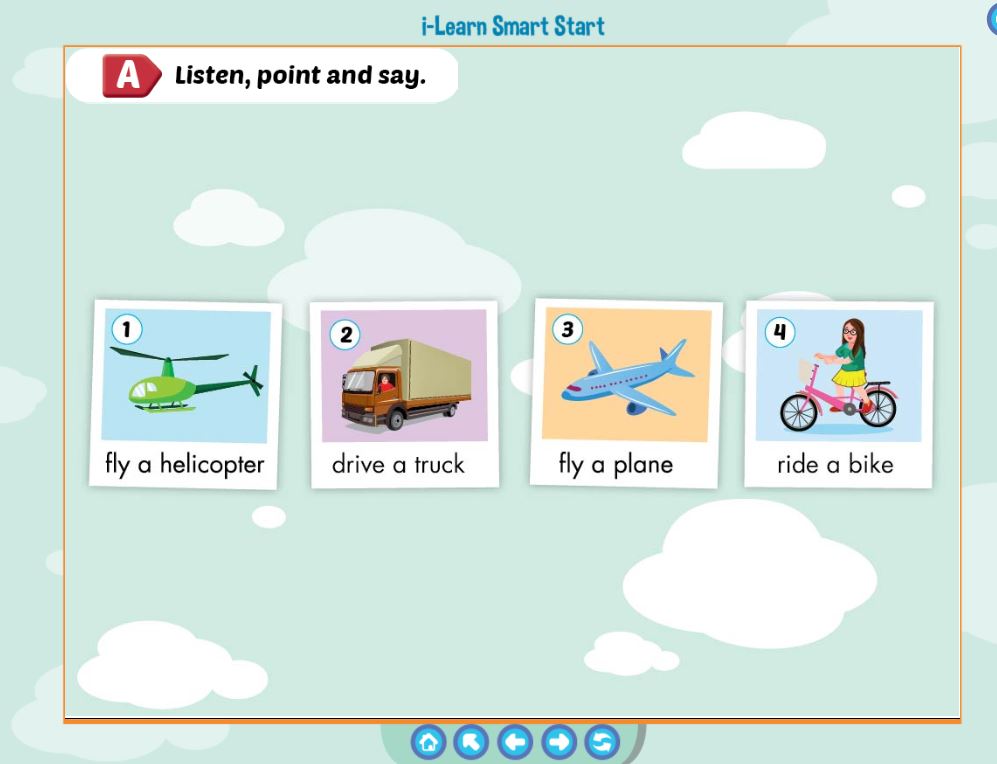 i-Learn Smart Start
A Listen, point and say.
1
fly a helicopter
2
drive a truck
3
fly a plane
4
ride a bike